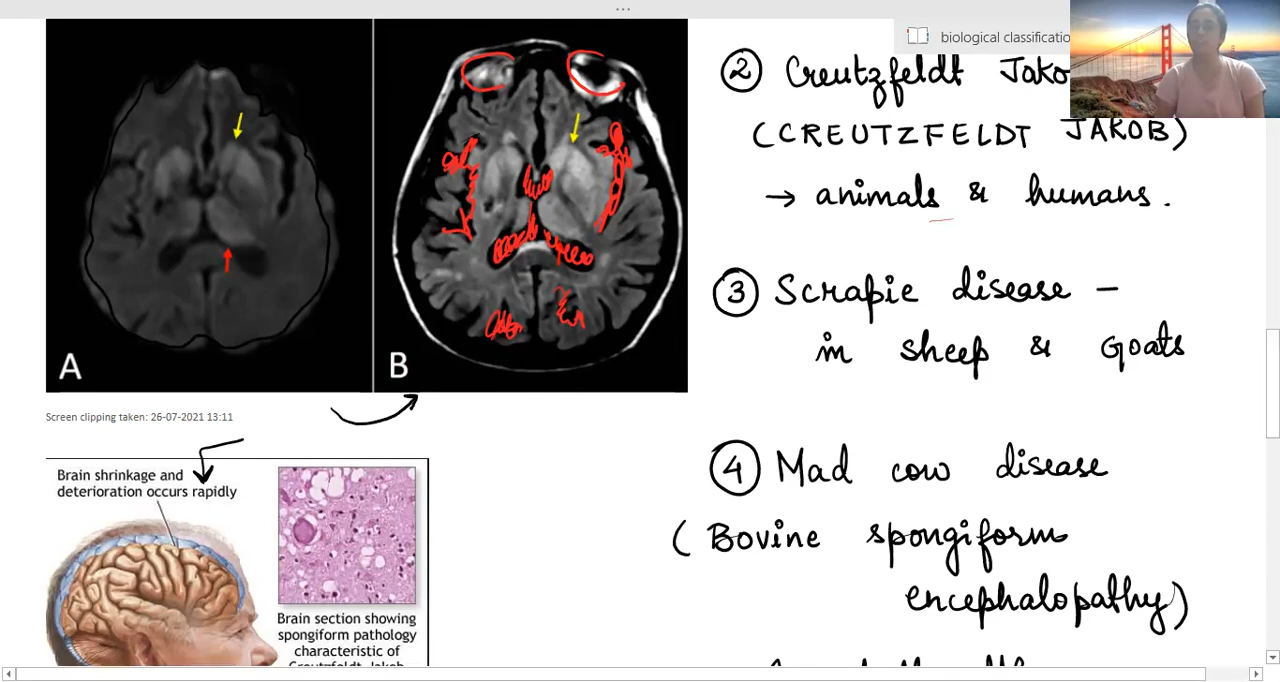 biological classificatio
② Creutzfeldt Jako
(CREUTZFELDT JAKOB)
→ animals & humans.
③ Scrapie disease –
in sheep & Goats
④ Mad cow disease
(Bovine spongiform
encephalopathy)
A
B
Screen clipping taken: 26-07-2021 13:11
Brain shrinkage and
deterioration occurs rapidly
Brain section showing
spongiform pathology
characteristic of
Creutzfeldt-Jakob